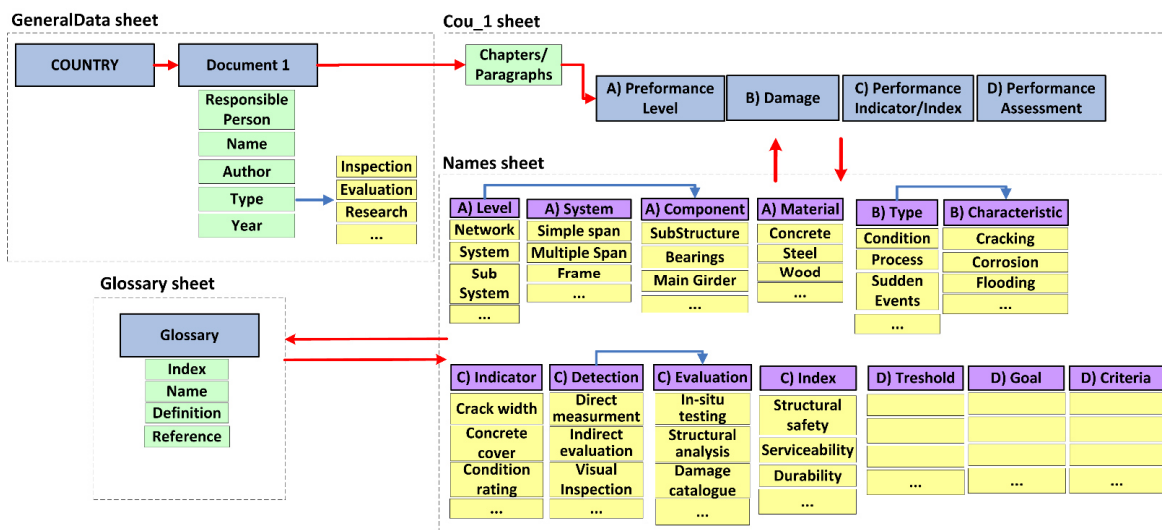 GeneralData sheet
COUNTRY
Document 1
Responsible
Person
Name
Author
Type
Year
Inspection
Evaluation
Research
...
Cou_1 sheet
Chapters/
Paragraphs
A) Preformance
Level
B) Damage
C) Performance
Indicator/Index
D) Performance
Assessment
Names sheet
A) Level
Network
System
Sub
System
...
A) System
Simple span
Multiple Span
Frame
...
A) Component
SubStructure
Bearings
Main Girder
...
A) Material
Concrete
Steel
Wood
...
B) Type
Condition
Process
Sudden
Events
...
B) Characteristic
Cracking
Corrosion
Flooding
...
Glossary sheet
Glossary
Index
Name
Definition
Reference
C) Indicator
Crack width
Concrete
cover
Condition
rating
...
C) Detection
Direct
measurment
Indirect
evaluation
Visual
Inspection
...
C) Evaluation
In-situ
testing
Structural
analysis
Damage
catalogue
...
C) Index
Structural
safety
Serviceability
Durability
...
D) Treshold
...
D) Goal
...
D) Criteria
...